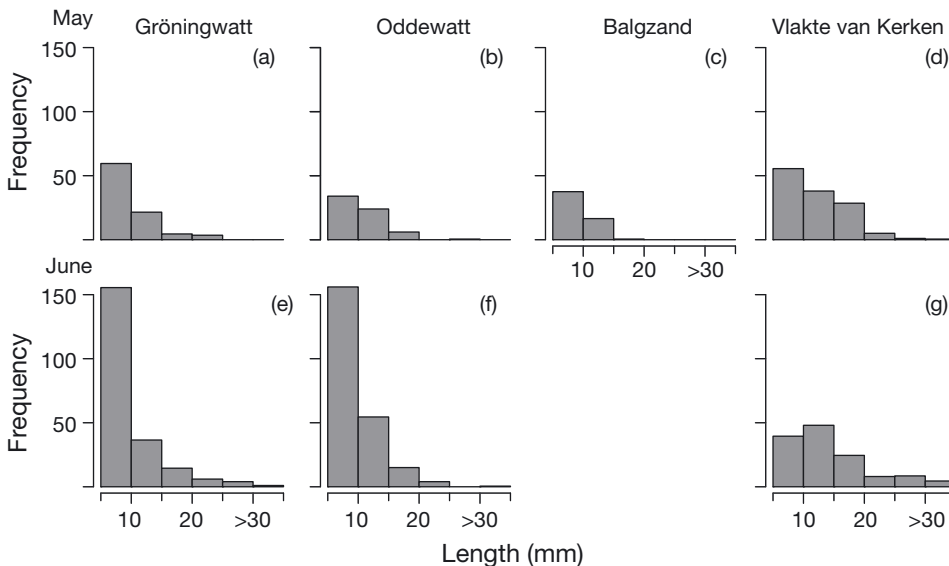 May
Gröningwatt Oddewatt Balgzand Vlakte van Kerken
150 (a) (b) (c) (d)
100
Frequency
50
10 20 >30
June
150 (e) (f) (g)
100
Frequency
50
10 20 >30 10 20 >30 10 20 >30
Length (mm)